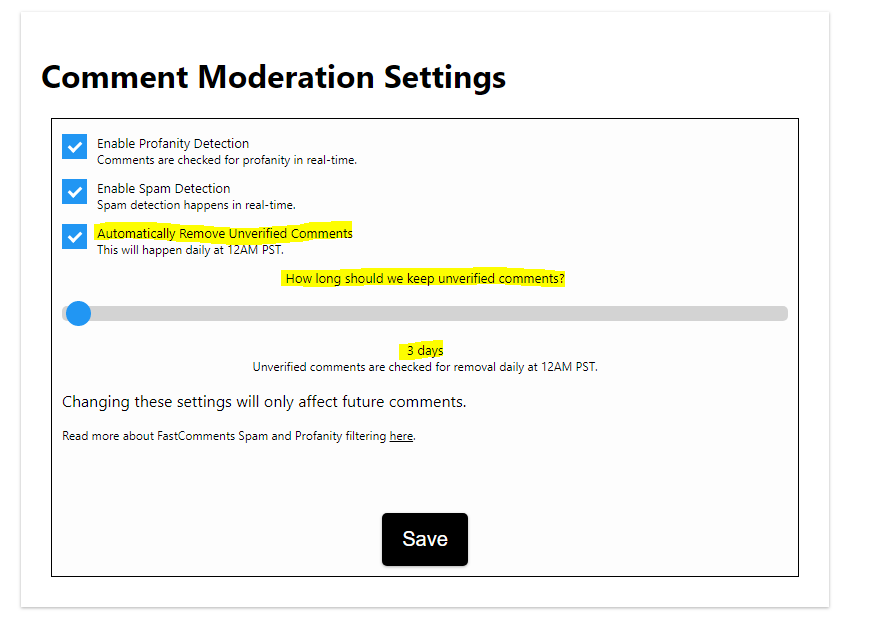 Comment Moderation Settings
Enable Profanity Detection
Comments are checked for profanity in real-time.
Enable Spam Detection
Spam detection happens in real-time.
Automatically Remove Unverified Comments
This will happen daily at 12AM PST.
How long should we keep unverified comments?
3 days
Unverified comments are checked for removal daily at 12AM PST.
Changing these settings will only affect future comments.
Read more about FastComments Spam and Profanity filtering here.
Save